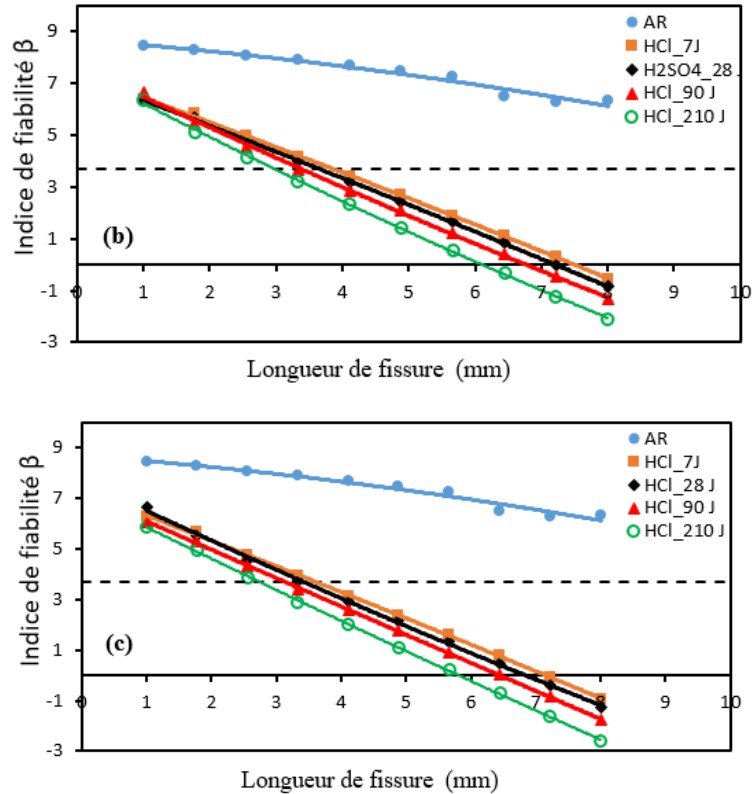 9
7
5
3
1
-1
-3
Indice de fiabilité β
AR
HCl_7J
H2SO4_28 J
HCl_90 J
HCl_210 J
(b)
0 1 2 3 4 5 6 7 8 9 10
Longueur de fissure (mm)
9
7
5
3
1
-1
-3
Indice de fiabilité β
AR
HCl_7J
HCl_28 J
HCl_90 J
HCl_210 J
(c)
0 1 2 3 4 5 6 7 8 9 10
Longueur de fissure (mm)